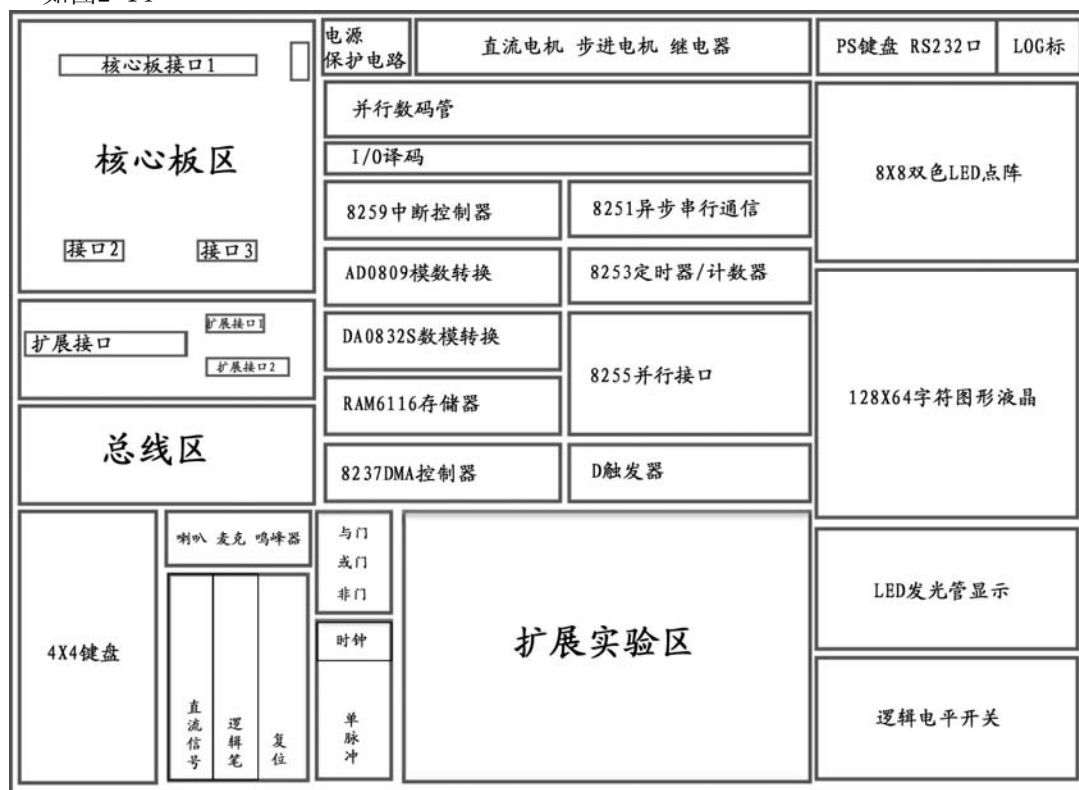 电源
保护电路
直流电机 步进电机 继电器
PS键盘 RS232口
LOG标
核心板接口1
核心板区
接口2
接口3
并行数码管
I/O译码
8259中断控制器
8251异步串行通信
AD0809模数转换
8253定时器/计数器
DA0832S数模转换
8255并行接口
RAM6116存储器
8237DMA控制器
D触发器
8X8双色LED点阵
128X64字符图形液晶
扩展接口
扩展接口1
扩展接口2
总线区
4X4键盘
喇叭 麦克 鸣峰器
直流信号
逻辑笔
复位
与门
或门
非门
时钟
单脉冲
扩展实验区
LED发光管显示
逻辑电平开关